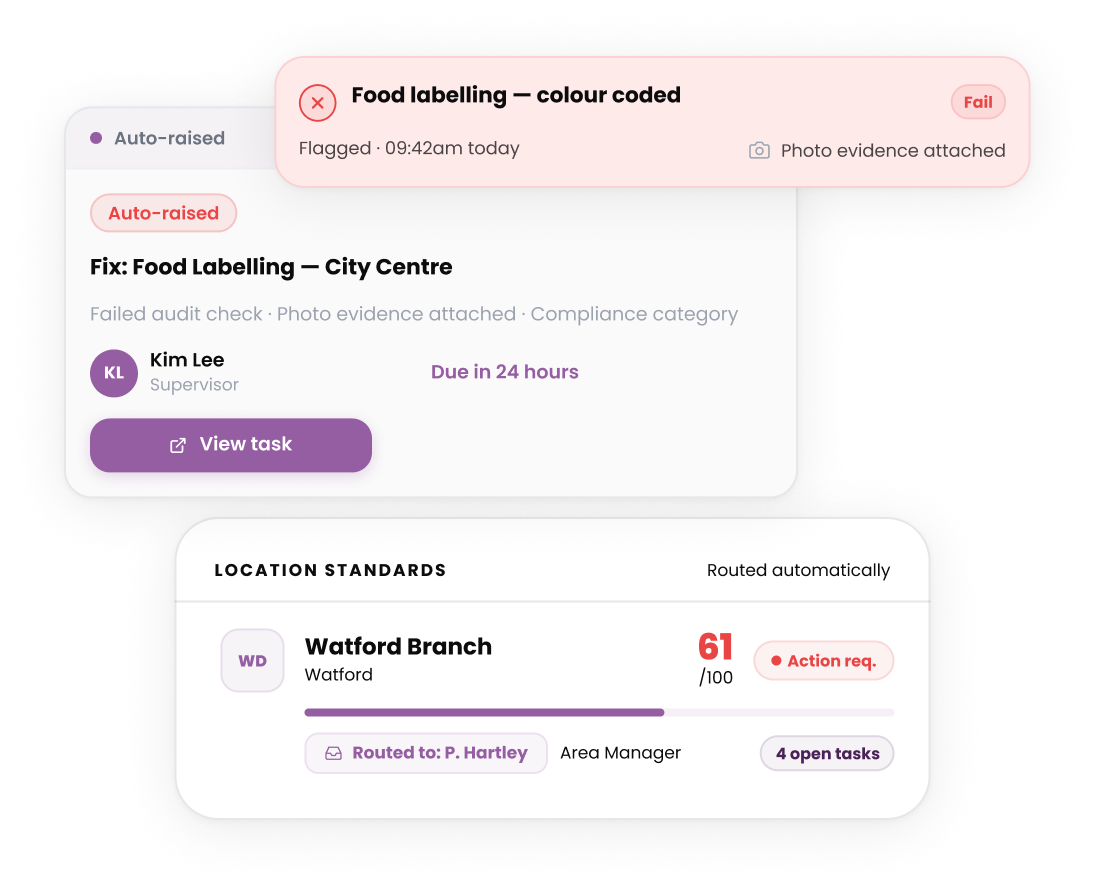 Food labelling — colour coded
Fail
Flagged · 09:42am today
Photo evidence attached
Auto-raised
Auto-raised
Fix: Food Labelling — City Centre
Failed audit check · Photo evidence attached · Compliance category
KL
Kim Lee
Supervisor
Due in 24 hours
View task
LOCATION STANDARDS
Routed automatically
WD
Watford Branch
Watford
61
/100
Action req.
Routed to: P. Hartley
Area Manager
4 open tasks